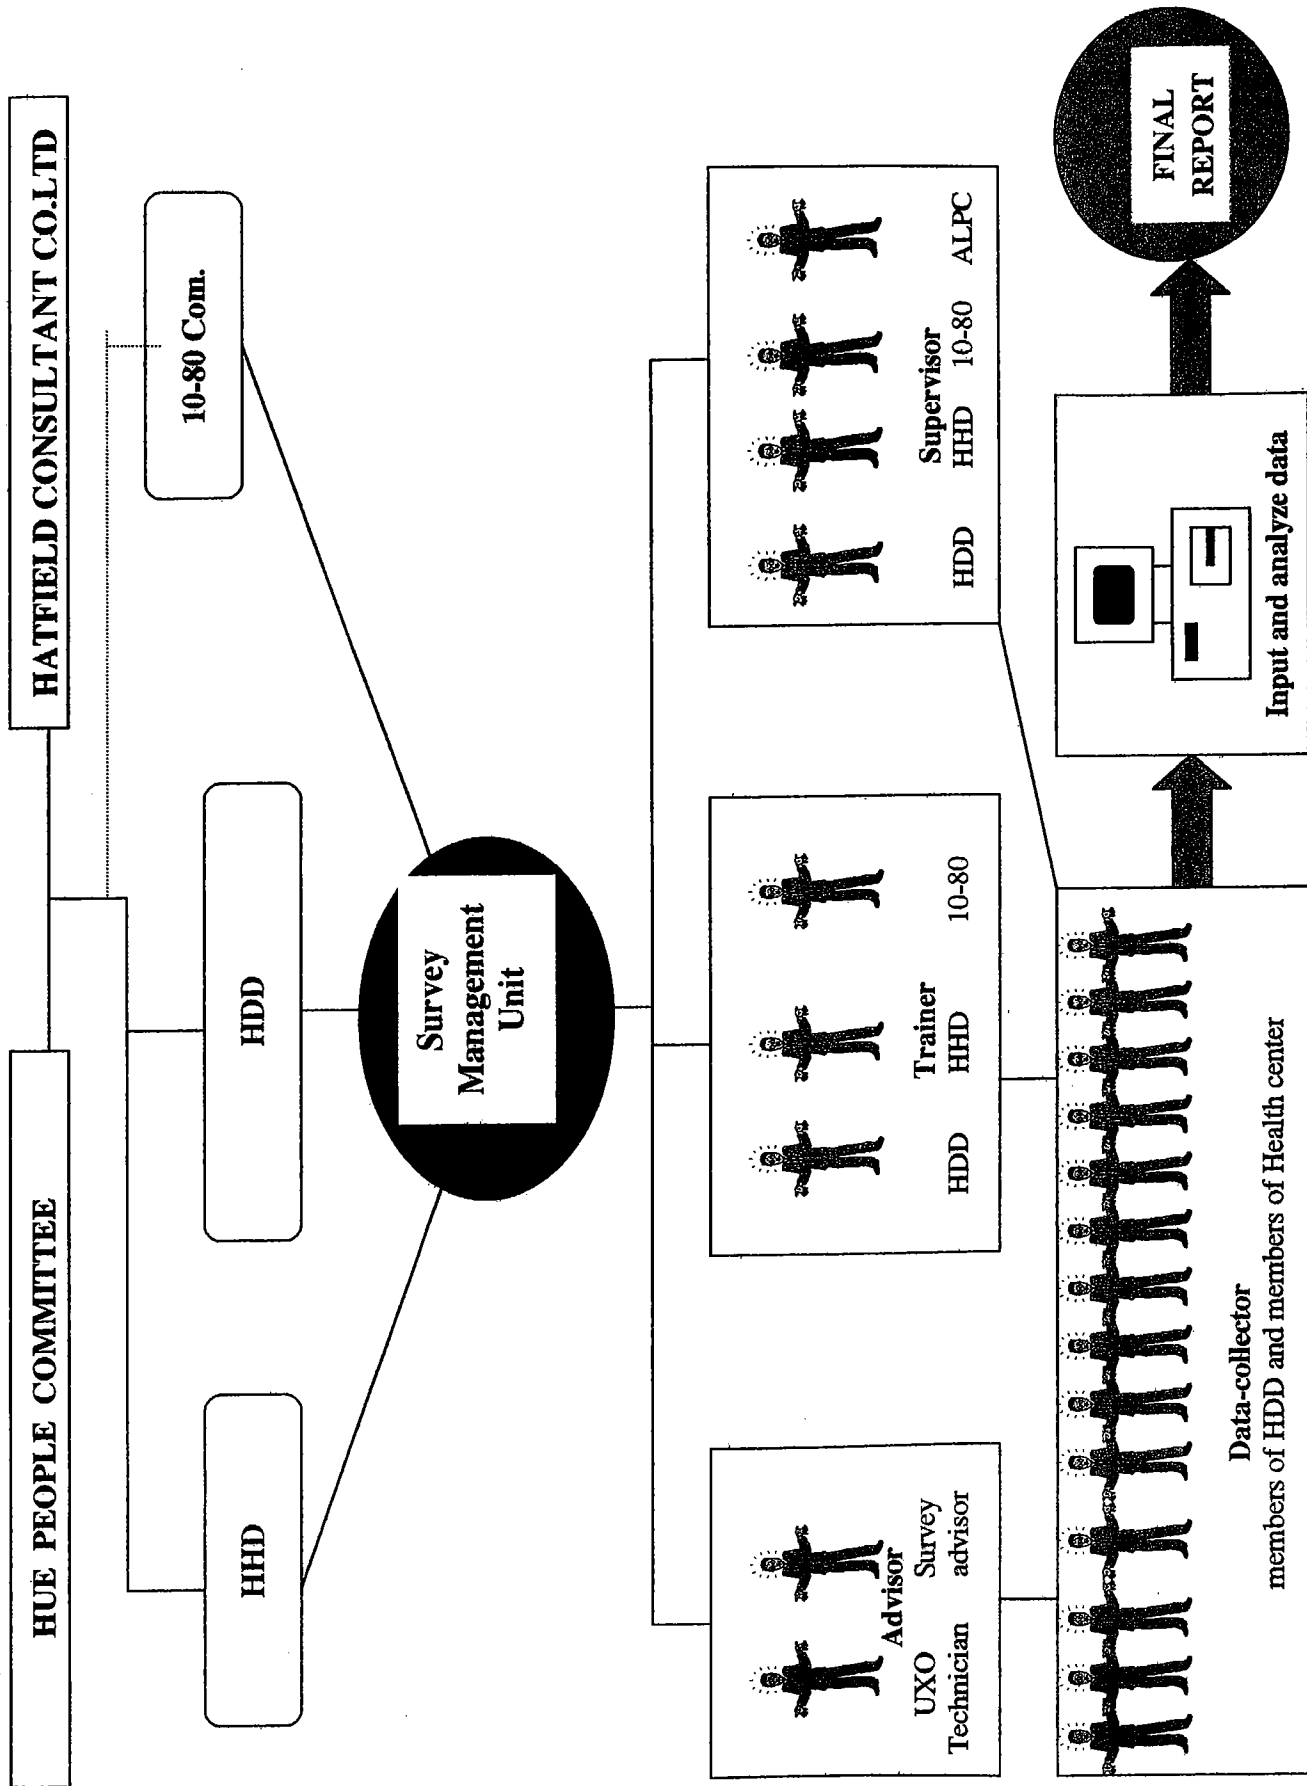 HUE PEOPLE COMMITTEE
HATFIELD CONSULTANT CO.LTD
HHD
HDD
10-80 Com.
Survey
Management
Unit
Advisor
UXO
Technician
Survey
advisor
Trainer
HDD
HHD
10-80
Supervisor
HDD
HHD
10-80
ALPC
Data-collector
members of HDD and members of Health center
Input and analyze data
FINAL
REPORT